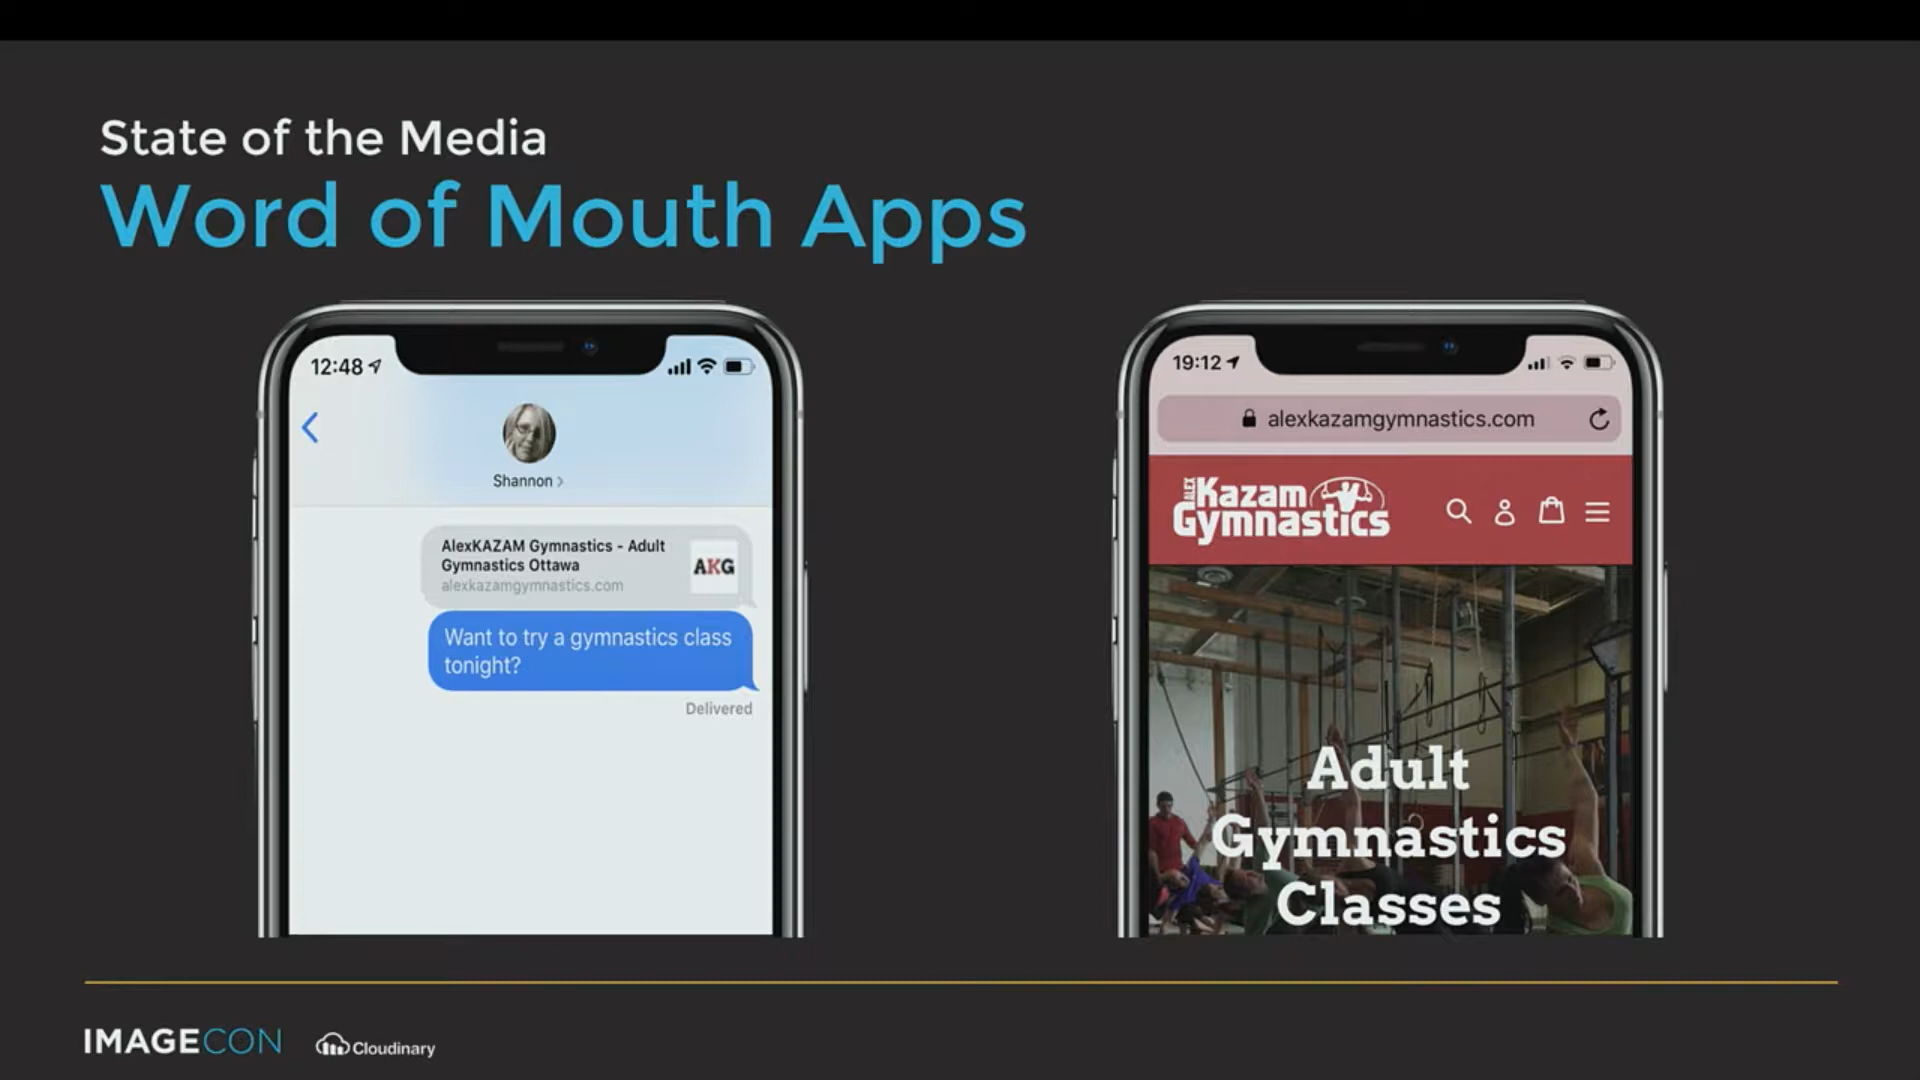 State of the Media
Word of Mouth Apps
12:48
Shannon >
AlexKAZAM Gymnastics - Adult
Gymnastics Ottawa
alexkazamgymnastics.com
AKG
Want to try a gymnastics class
tonight?
Delivered
19:12
alexkazamgymnastics.com
ALEX
Kazam
Gymnastics
Adult
Gymnastics
Classes
IMAGECON
Cloudinary